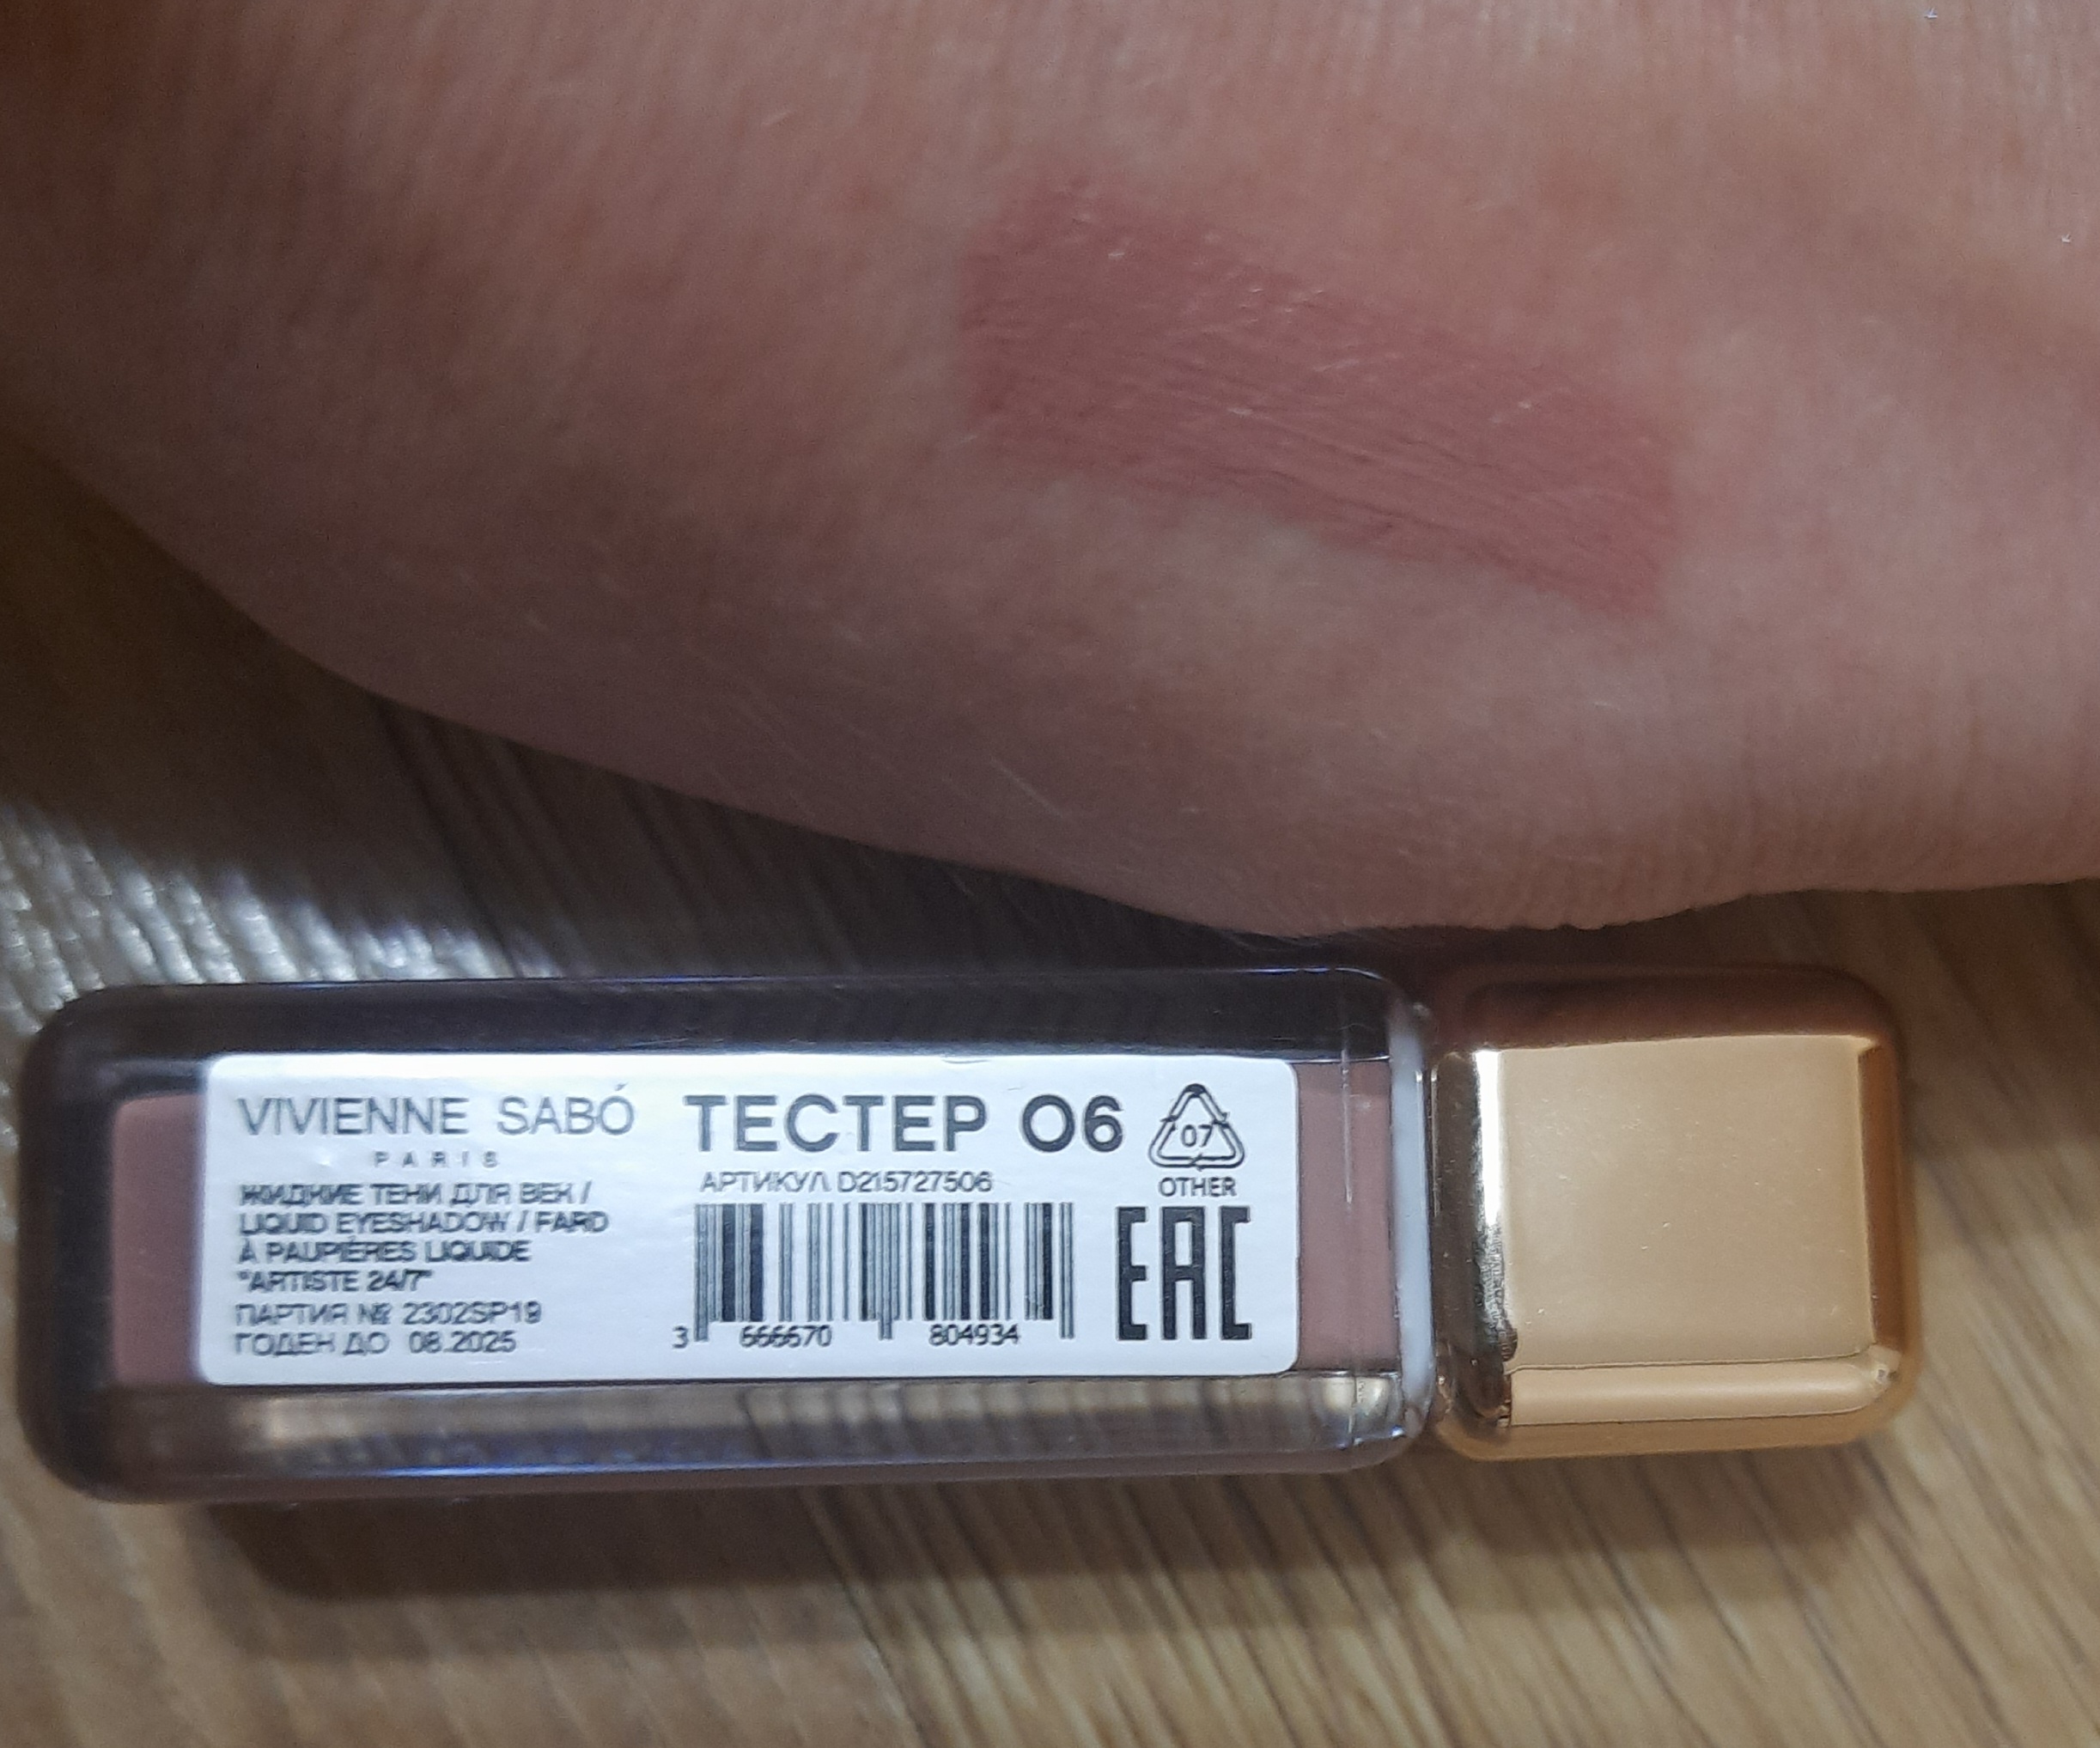 VIVIENNE SABÓ
PARIS
ЖИДКИЕ ТЕНИ ДЛЯ ВЕК /
LIQUID EYESHADOW / FARD
À PAUPIÈRES LIQUIDE
"ARTISTE 24/7"
ПАРТИЯ № 2302SP19
ГОДЕН ДО 08.2025
ТЕСТЕР 06
АРТИКУЛ D215727506
3 666670 804934
07
OTHER
EAC